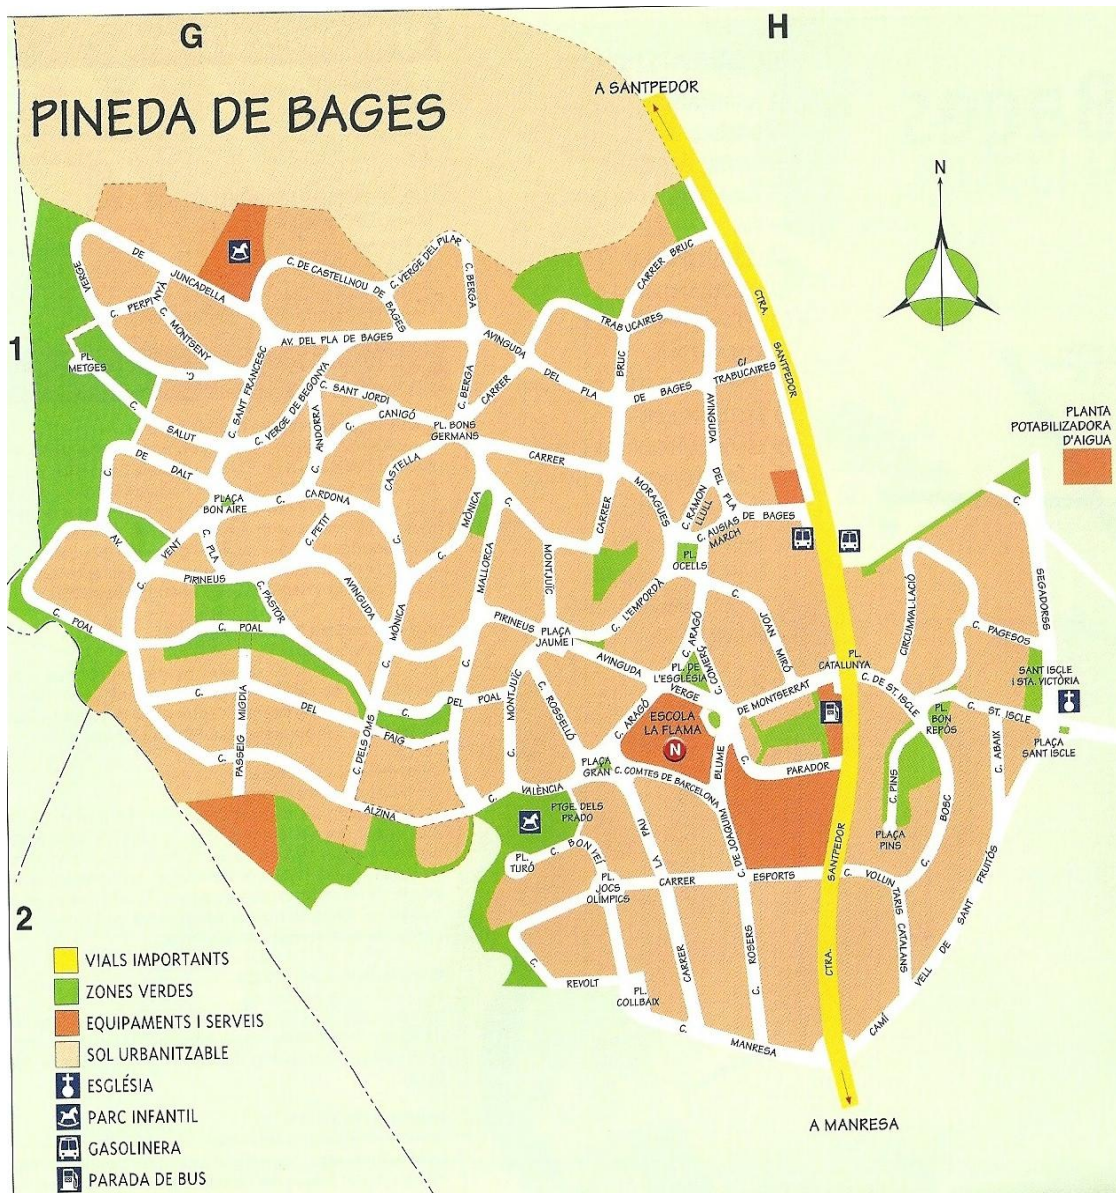 G
H
PINEDA DE BAGES
A SANTPEDOR
N
1
2
DE
JUNCADELLA
VERGE
C. PERPINYÀ
C. MONTSENY
C.
PL.
METGES
C. DE CASTELLNOU DE BAGES
C. VERGE DEL PILAR
C. BERGA
AV. DEL PLA DE BAGES
AVINGUDA
DEL
PLA
DE BAGES
C/
TRABUCAIRES
TRABUCAIRES
CARRER BRUC
BRUC
CTRA.
SANTPEDOR
C. SANT FRANCESC
C. VERGE DE BEGONYA
C. SANT JORDI
C. BERGA
CARRER
C.
SALUT
C. ANDORRA
C. CANIGÓ
PL. BONS
GERMANS
CASTELLA
C.
CARRER
MORAGUES
CARRER
AVINGUDA
DEL PLA
DE BAGES
C. RAMON
LLULL
C. AUSIAS
MARCH
PL.
OCELLS
C.
DE DALT
PLAÇA
BON AIRE
C. CARDONA
C. PETIT
C. MÒNICA
C.
MONTJUÏC
MALLORCA
C.
AV.
VENT
C. PLA
C.
PIRINEUS
C. PASTOR
AVINGUDA
C. MÒNICA
PIRINEUS
PLAÇA
JAUME I
C. L'EMPORDÀ
C. ARAGÓ
C. COMERÇ
C.
JOAN
MIRÓ
AVINGUDA
PL. DE
L'ESGLÉSIA
VERGE
DE MONTSERRAT
PL.
CATALUNYA
C. POAL
C. POAL
C.
DEL POAL
C.
MIGDIA
PASSEIG
DEL
FAIG
C. DELS OMS
C.
ALZINA
C. MONTJUÏC
C. ROSSELLÓ
C. ARAGÓ
ESCOLA
LA FLAMA
N
PLAÇA
GRAN
C. COMTES DE BARCELONA
BLUME
C. DE JOAQUIM
C.
PARADOR
C. VALÈNCIA
PTGE. DELS
PRADO
PL.
TURÓ
C. BON VEÍ
PL.
JOCS
OLÍMPICS
LA PAU
CARRER
CARRER
ESPORTS
C. ROSERS
C.
REVOLT
PL.
COLLBAIX
C.
MANRESA
SANTPEDOR
CTRA.
A MANRESA
PLANTA
POTABILIZADORA
D'AIGUA
C.
SEGADORSS
CIRCUMVAL·LACIÓ
C. PAGESOS
C.
SANT ISCLE
I STA. VICTÒRIA
C. DE ST. ISCLE
C. ST. ISCLE
PL.
BON
REPÒS
PLAÇA
SANT ISCLE
C. ABAIX
C. PINS
PLAÇA
PINS
BOSC
C.
C. VOLUN
TARIS CATALANS
CAMÍ
VELL DE SANT FRUITÓS
VIALS IMPORTANTS
ZONES VERDES
EQUIPAMENTS I SERVEIS
SOL URBANITZABLE
ESGLÉSIA
PARC INFANTIL
GASOLINERA
PARADA DE BUS